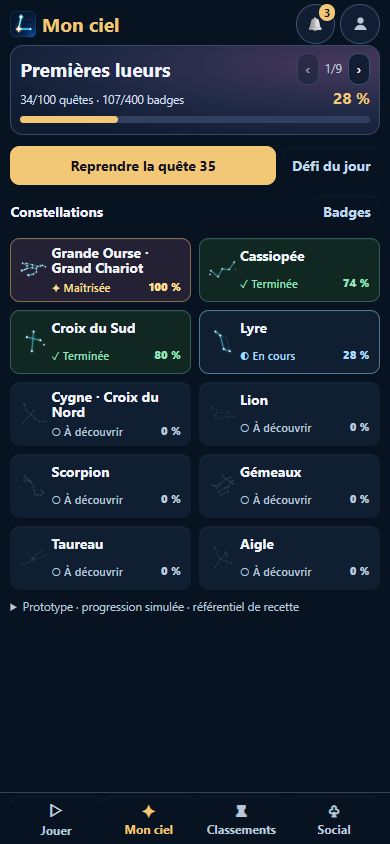 Mon ciel
3
Premières lueurs
‹ 1/9 ›
34/100 quêtes · 107/400 badges
28 %
Reprendre la quête 35
Défi du jour
Constellations
Badges
Grande Ourse ·
Grand Chariot
✦ Maîtrisée
100 %
Cassiopée
✓ Terminée
74 %
Croix du Sud
✓ Terminée
80 %
Lyre
◐ En cours
28 %
Cygne · Croix du
Nord
○ À découvrir
0 %
Lion
○ À découvrir
0 %
Scorpion
○ À découvrir
0 %
Gémeaux
○ À découvrir
0 %
Taureau
○ À découvrir
0 %
Aigle
○ À découvrir
0 %
▶ Prototype · progression simulée · référentiel de recette
Jouer
Mon ciel
Classements
Social